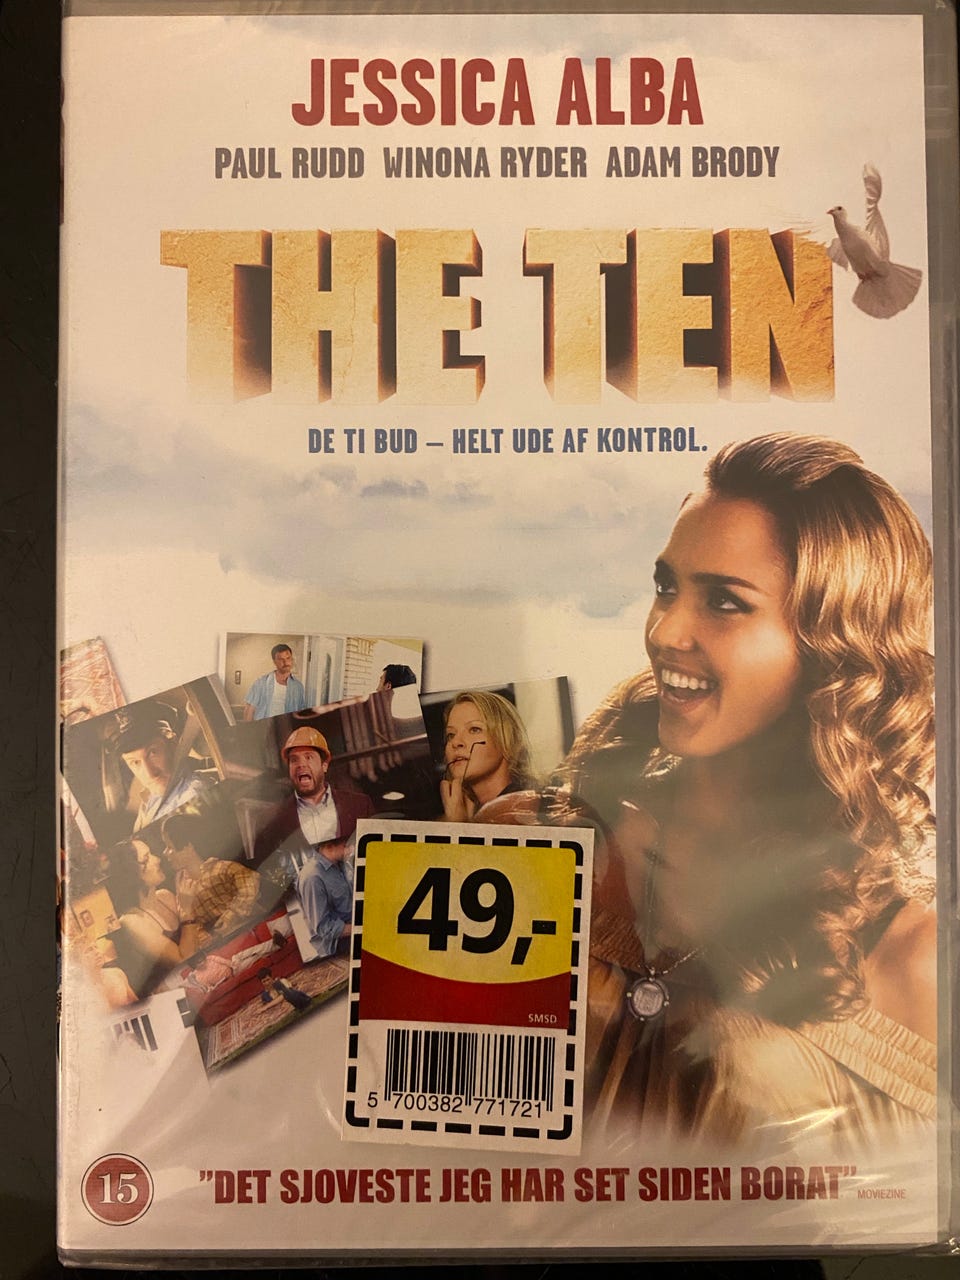 JESSICA ALBA
PAUL RUDD WINONA RYDER ADAM BRODY
THE TEN
DE TI BUD – HELT UDE AF KONTROL.
49,-
SMSD
5 700382 771721
15
"DET SJOVESTE JEG HAR SET SIDEN BORAT" MOVIEZINE